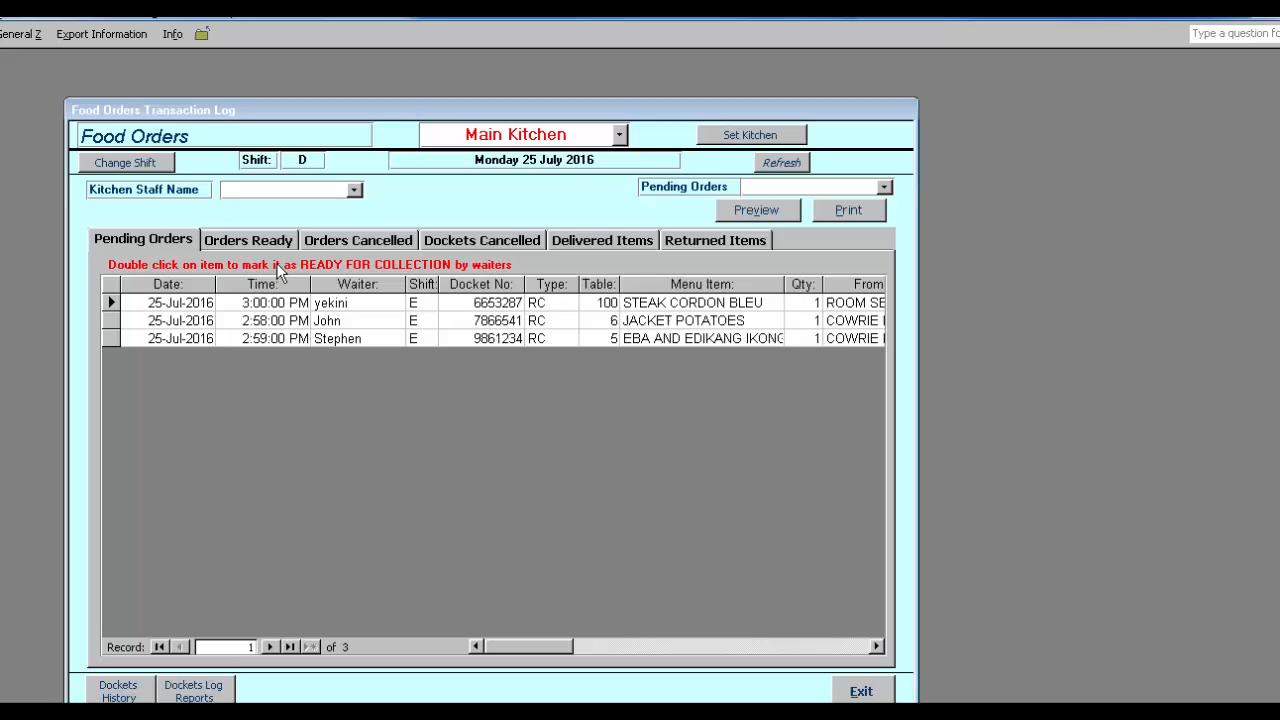 General Z Export Information Info
Type a question fo
Food Orders Transaction Log
Food Orders Main Kitchen Set Kitchen
Change Shift Shift: D Monday 25 July 2016 Refresh
Kitchen Staff Name Pending Orders
Preview Print
Pending Orders Orders Ready Orders Cancelled Dockets Cancelled Delivered Items Returned Items
Double click on item to mark it as READY FOR COLLECTION by waiters
Date: Time: Waiter: Shift: Docket No: Type: Table: Menu Item: Qty: From
25-Jul-2016 3:00:00 PM yekini E 6653287 RC 100 STEAK CORDON BLEU 1 ROOM SE
25-Jul-2016 2:58:00 PM John E 7866541 RC 6 JACKET POTATOES 1 COWRIE
25-Jul-2016 2:59:00 PM Stephen E 9861234 RC 5 EBA AND EDIKANG IKONG 1 COWRIE
Record: 1 of 3
Dockets History
Dockets Log Reports
Exit